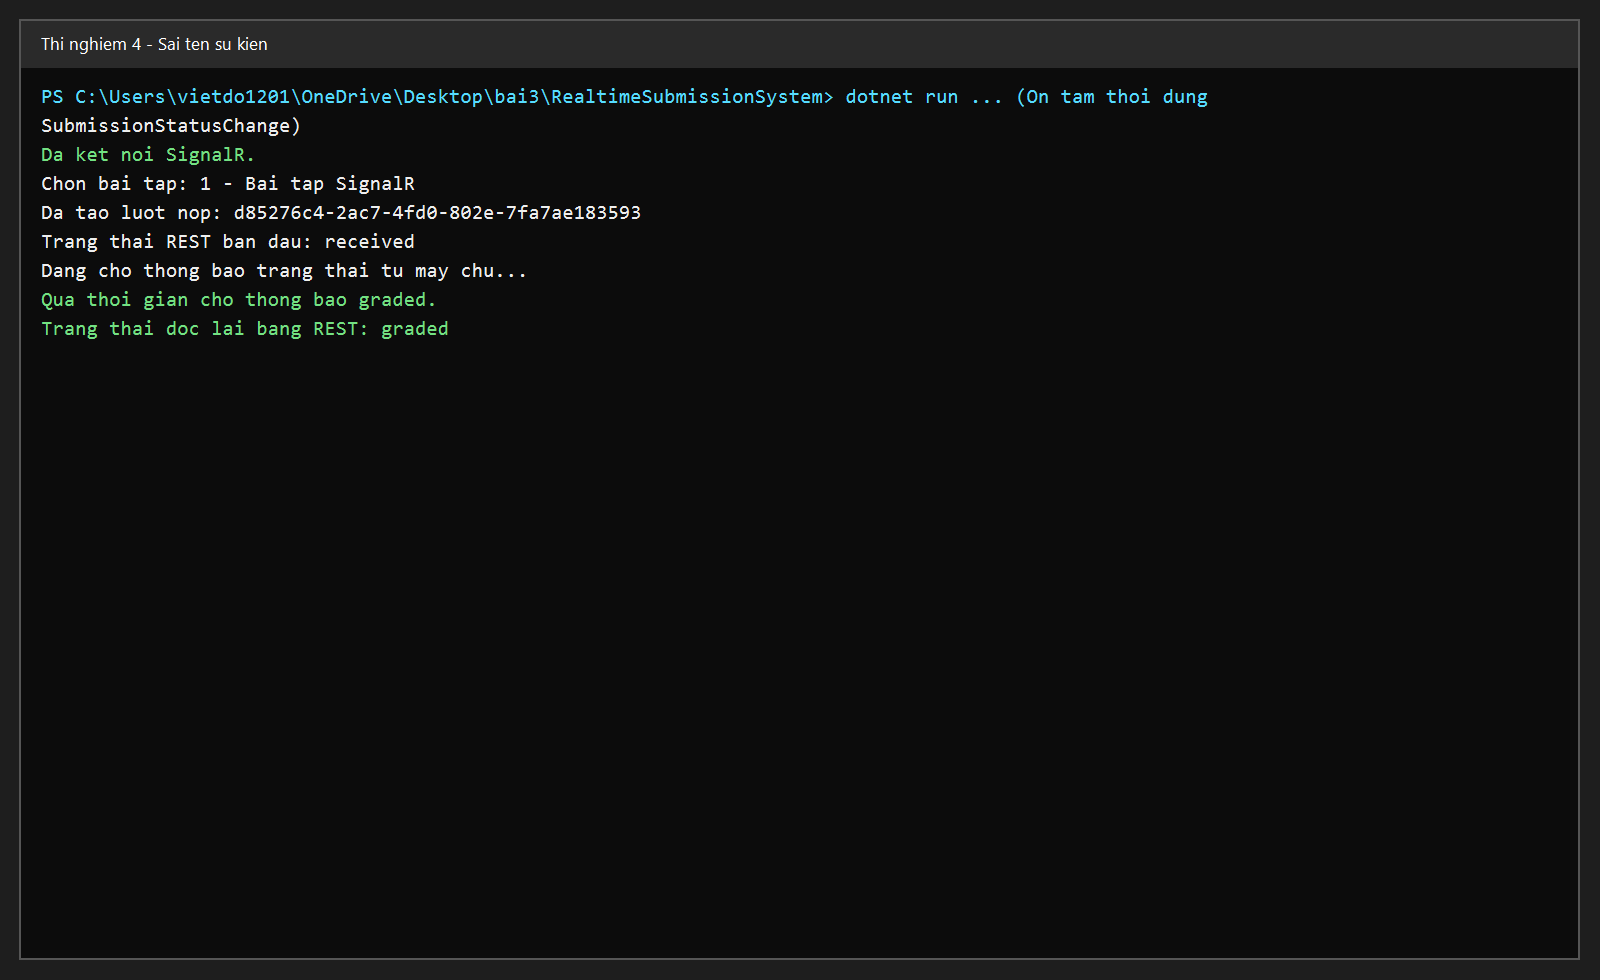 Thi nghiem 4 - Sai ten su kien
PS C:\Users\vietdo1201\OneDrive\Desktop\bai3\RealtimeSubmissionSystem> dotnet run ... (On tam thoi dung
SubmissionStatusChange)
Da ket noi SignalR.
Chon bai tap: 1 - Bai tap SignalR
Da tao luot nop: d85276c4-2ac7-4fd0-802e-7fa7ae183593
Trang thai REST ban dau: received
Dang cho thong bao trang thai tu may chu...
Qua thoi gian cho thong bao graded.
Trang thai doc lai bang REST: graded